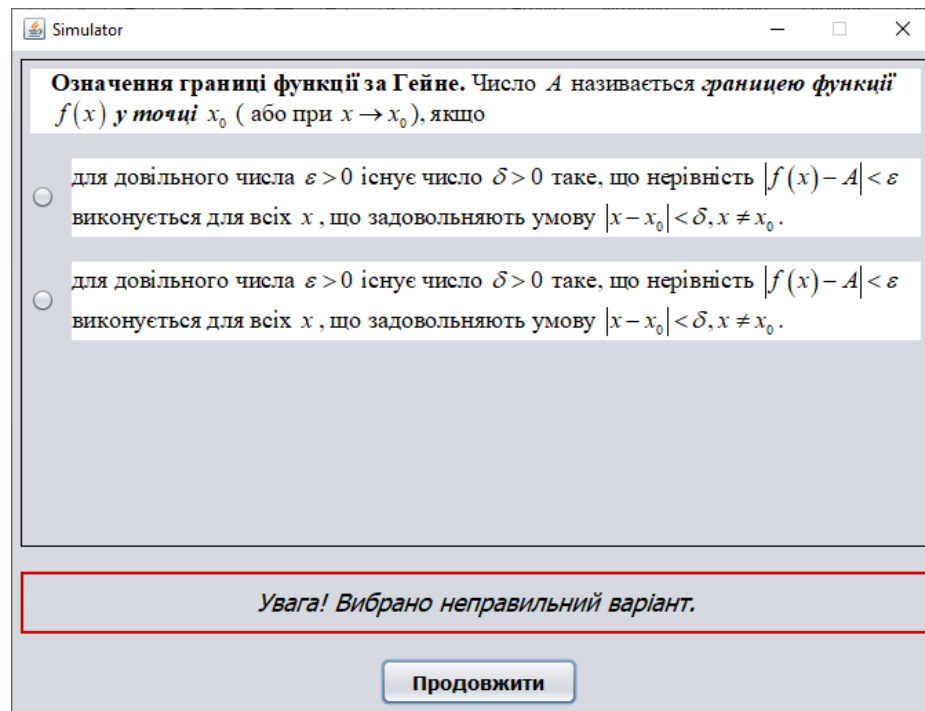 Simulator
Означення границі функції за Гейне. Число A називається границею функції
f(x) у точці x₀ ( або при x → x₀), якщо
для довільного числа ε > 0 існує число δ > 0 таке, що нерівність |f(x) − A| < ε
виконується для всіх x , що задовольняють умову |x − x₀| < δ, x ≠ x₀ .
для довільного числа ε > 0 існує число δ > 0 таке, що нерівність |f(x) − A| < ε
виконується для всіх x , що задовольняють умову |x − x₀| < δ, x ≠ x₀ .
Увага! Вибрано неправильний варіант.
Продовжити